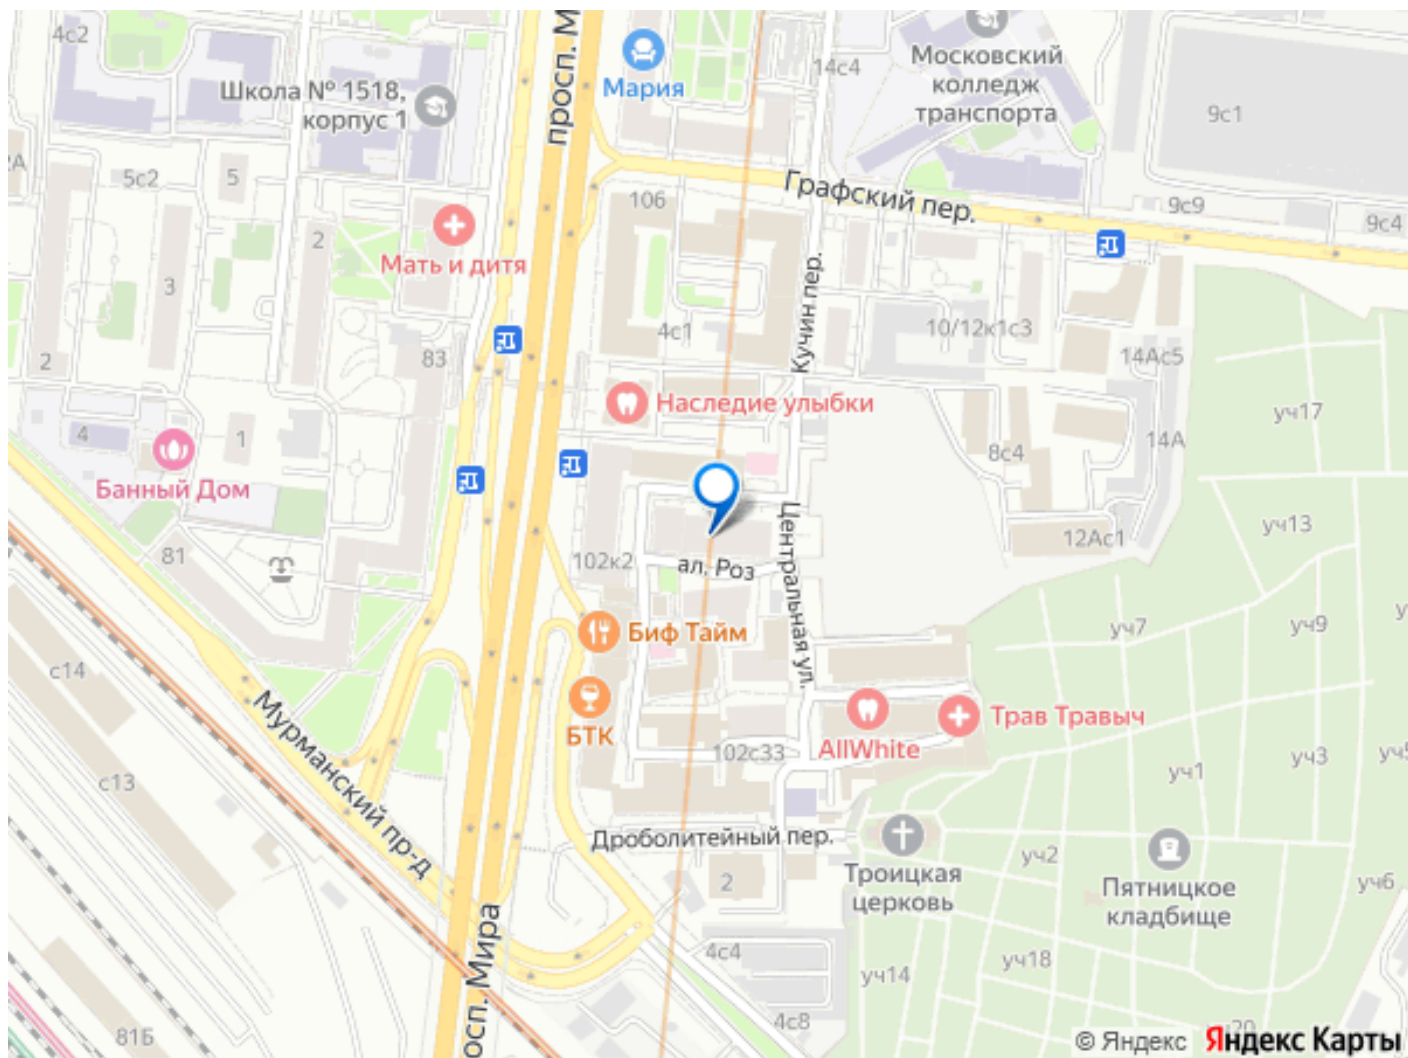 4с2
просп. М
Мария
14с4
Московский
колледж
транспорта
9с1
Школа № 1518,
корпус 1
2А
5с2
5
106
Графский пер.
9с9
9с4
2
Мать и дитя
3
4с1
Кучин пер.
10/12к1с3
14Ас5
2
83
Наследие улыбки
уч17
4
1
8с4
14А
Банный Дом
Центральная ул.
уч13
12Ас1
81
102к2
ал. Роз
Биф Тайм
уч7
уч9
с14
Мурманский пр-д
БТК
AllWhite
Трав Травыч
102с33
с13
уч1
уч3
уч5
Дроболитейный пер.
Троицкая
церковь
уч2
Пятницкое
кладбище
уч6
2
осп. Мира
4с4
уч14
уч18
4с8
81Б
© Яндекс Яндекс Карты